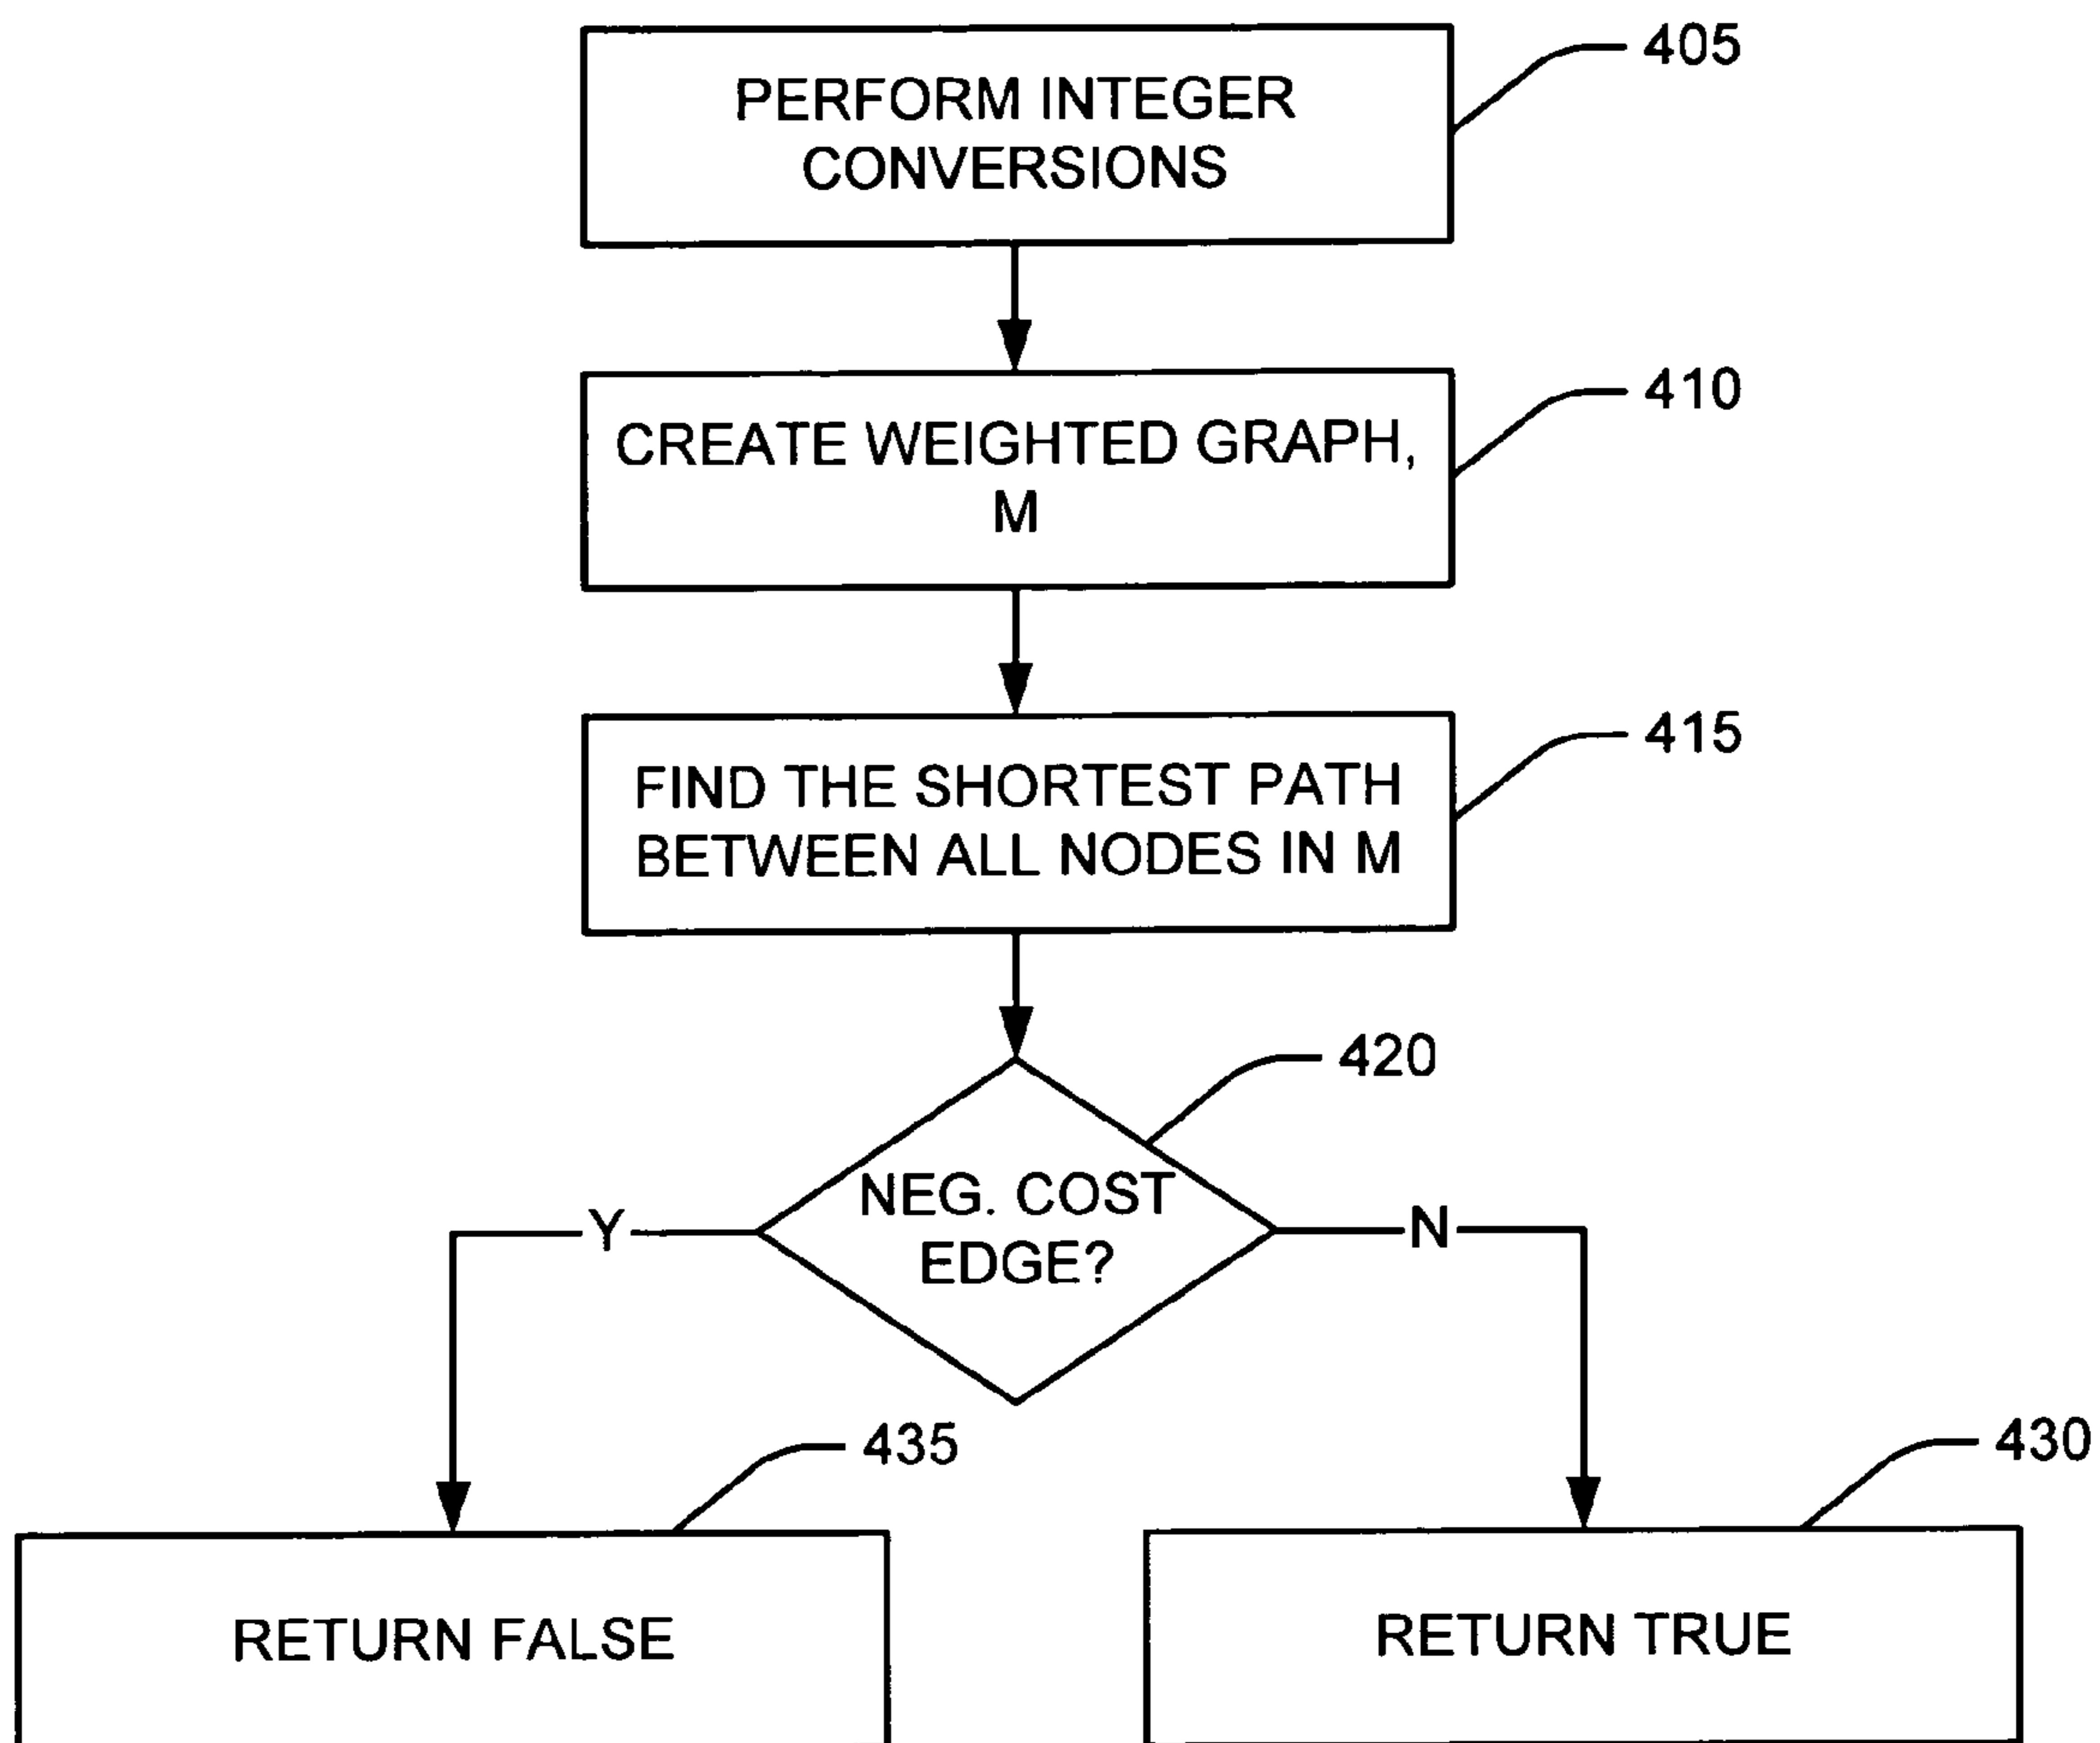 405
PERFORM INTEGER
CONVERSIONS
410
CREATE WEIGHTED GRAPH,
M
415
FIND THE SHORTEST PATH
BETWEEN ALL NODES IN M
420
NEG. COST
EDGE?
Y
N
435
430
RETURN FALSE
RETURN TRUE